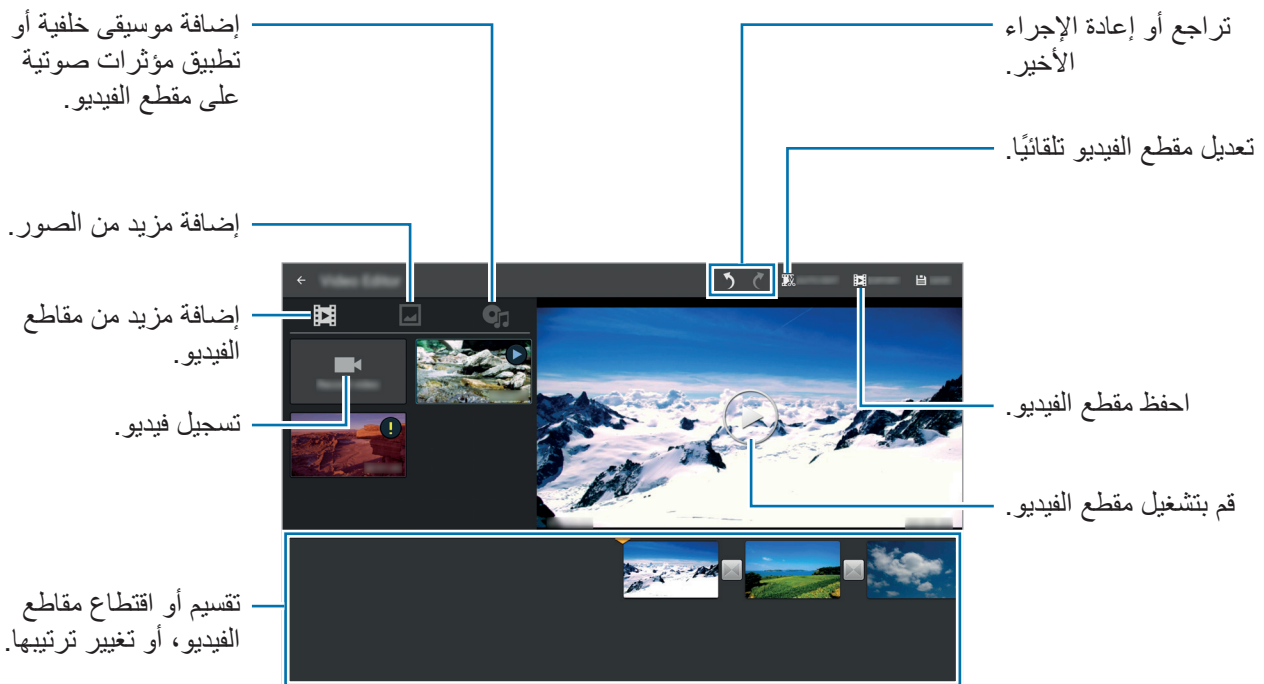 تراجع أو إعادة الإجراء
الأخير.
تعديل مقطع الفيديو تلقائيًا.
احفظ مقطع الفيديو.
قم بتشغيل مقطع الفيديو.
إضافة موسيقى خلفية أو
تطبيق مؤثرات صوتية
على مقطع الفيديو.
إضافة مزيد من الصور.
إضافة مزيد من مقاطع
الفيديو.
تسجيل فيديو.
تقسيم أو اقتطاع مقاطع
الفيديو، أو تغيير ترتيبها.